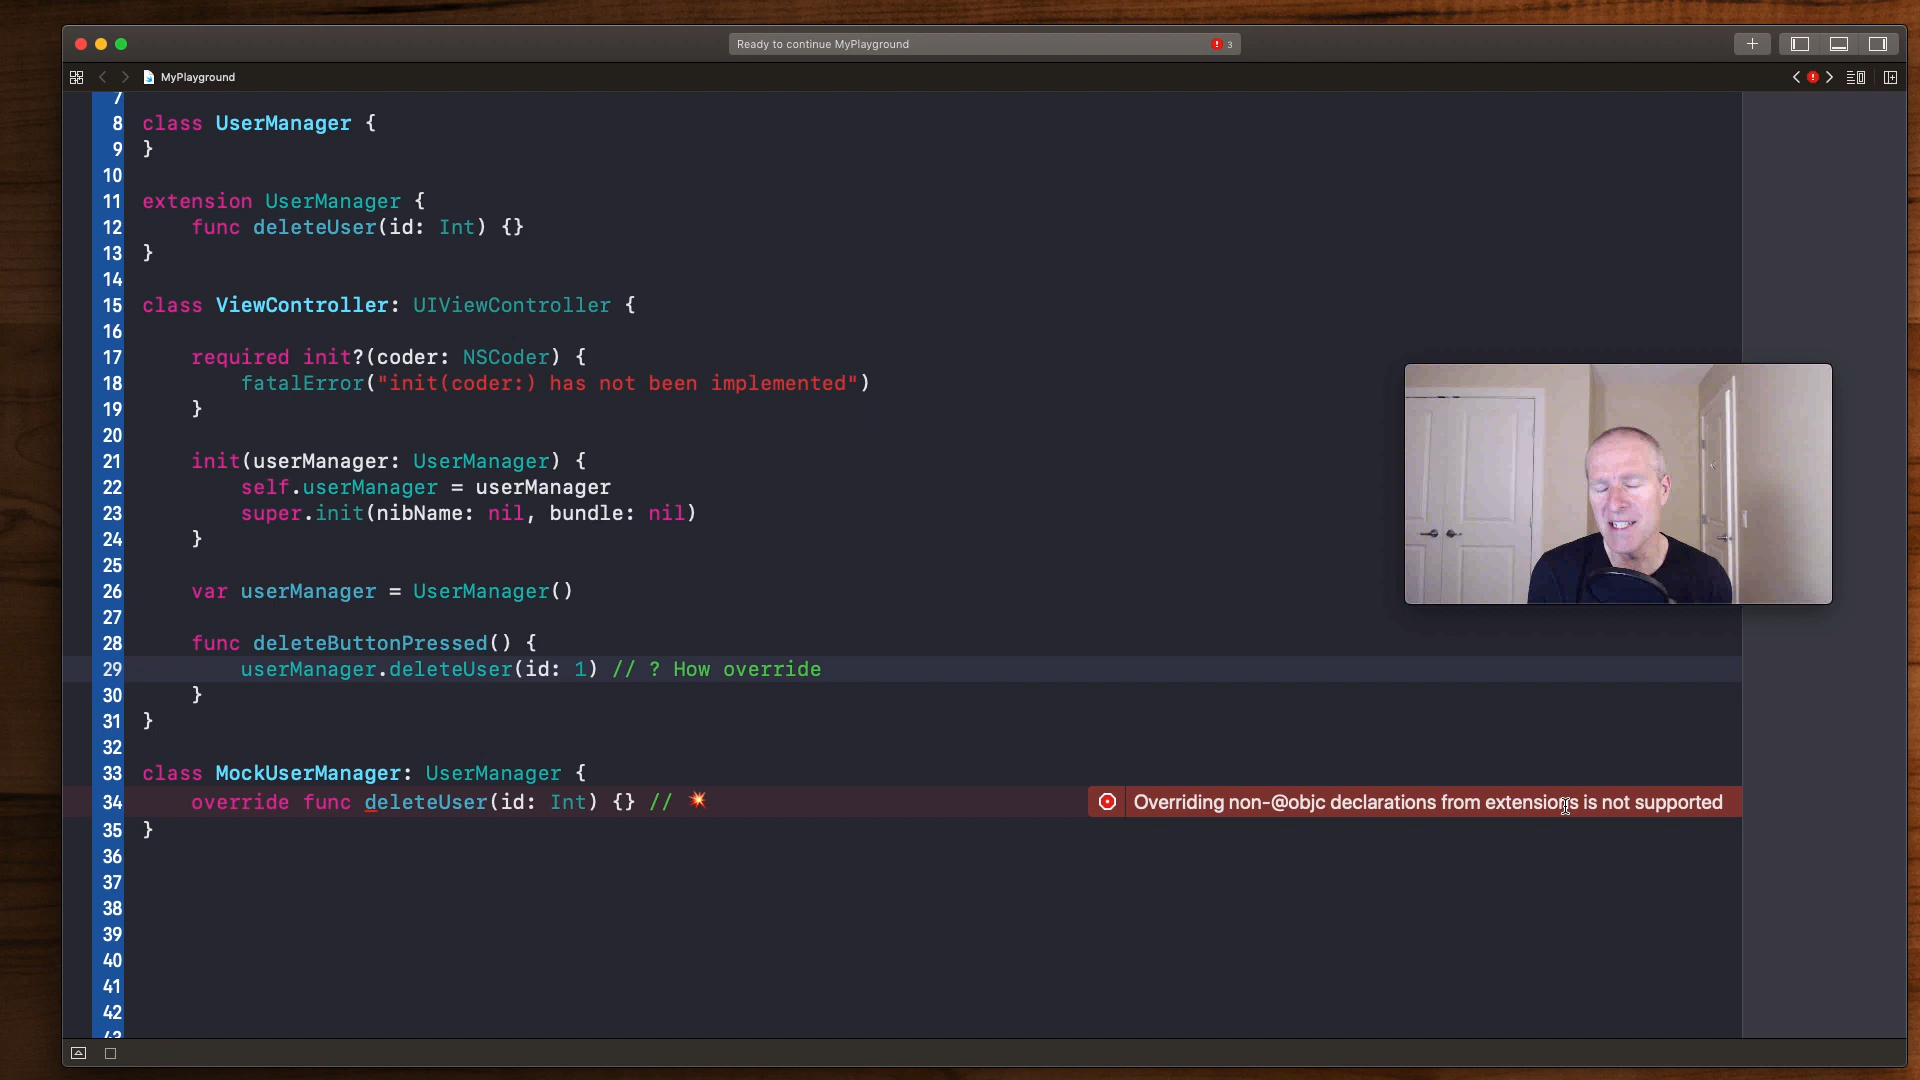 Ready to continue MyPlayground
3
MyPlayground
7
8 class UserManager {
9 }
10
11 extension UserManager {
12 func deleteUser(id: Int) {}
13 }
14
15 class ViewController: UIViewController {
16
17 required init?(coder: NSCoder) {
18 fatalError("init(coder:) has not been implemented")
19 }
20
21 init(userManager: UserManager) {
22 self.userManager = userManager
23 super.init(nibName: nil, bundle: nil)
24 }
25
26 var userManager = UserManager()
27
28 func deleteButtonPressed() {
29 userManager.deleteUser(id: 1) // ? How override
30 }
31 }
32
33 class MockUserManager: UserManager {
34 override func deleteUser(id: Int) {} // 💥 Overriding non-@objc declarations from extensions is not supported
35 }
36
37
38
39
40
41
42
43